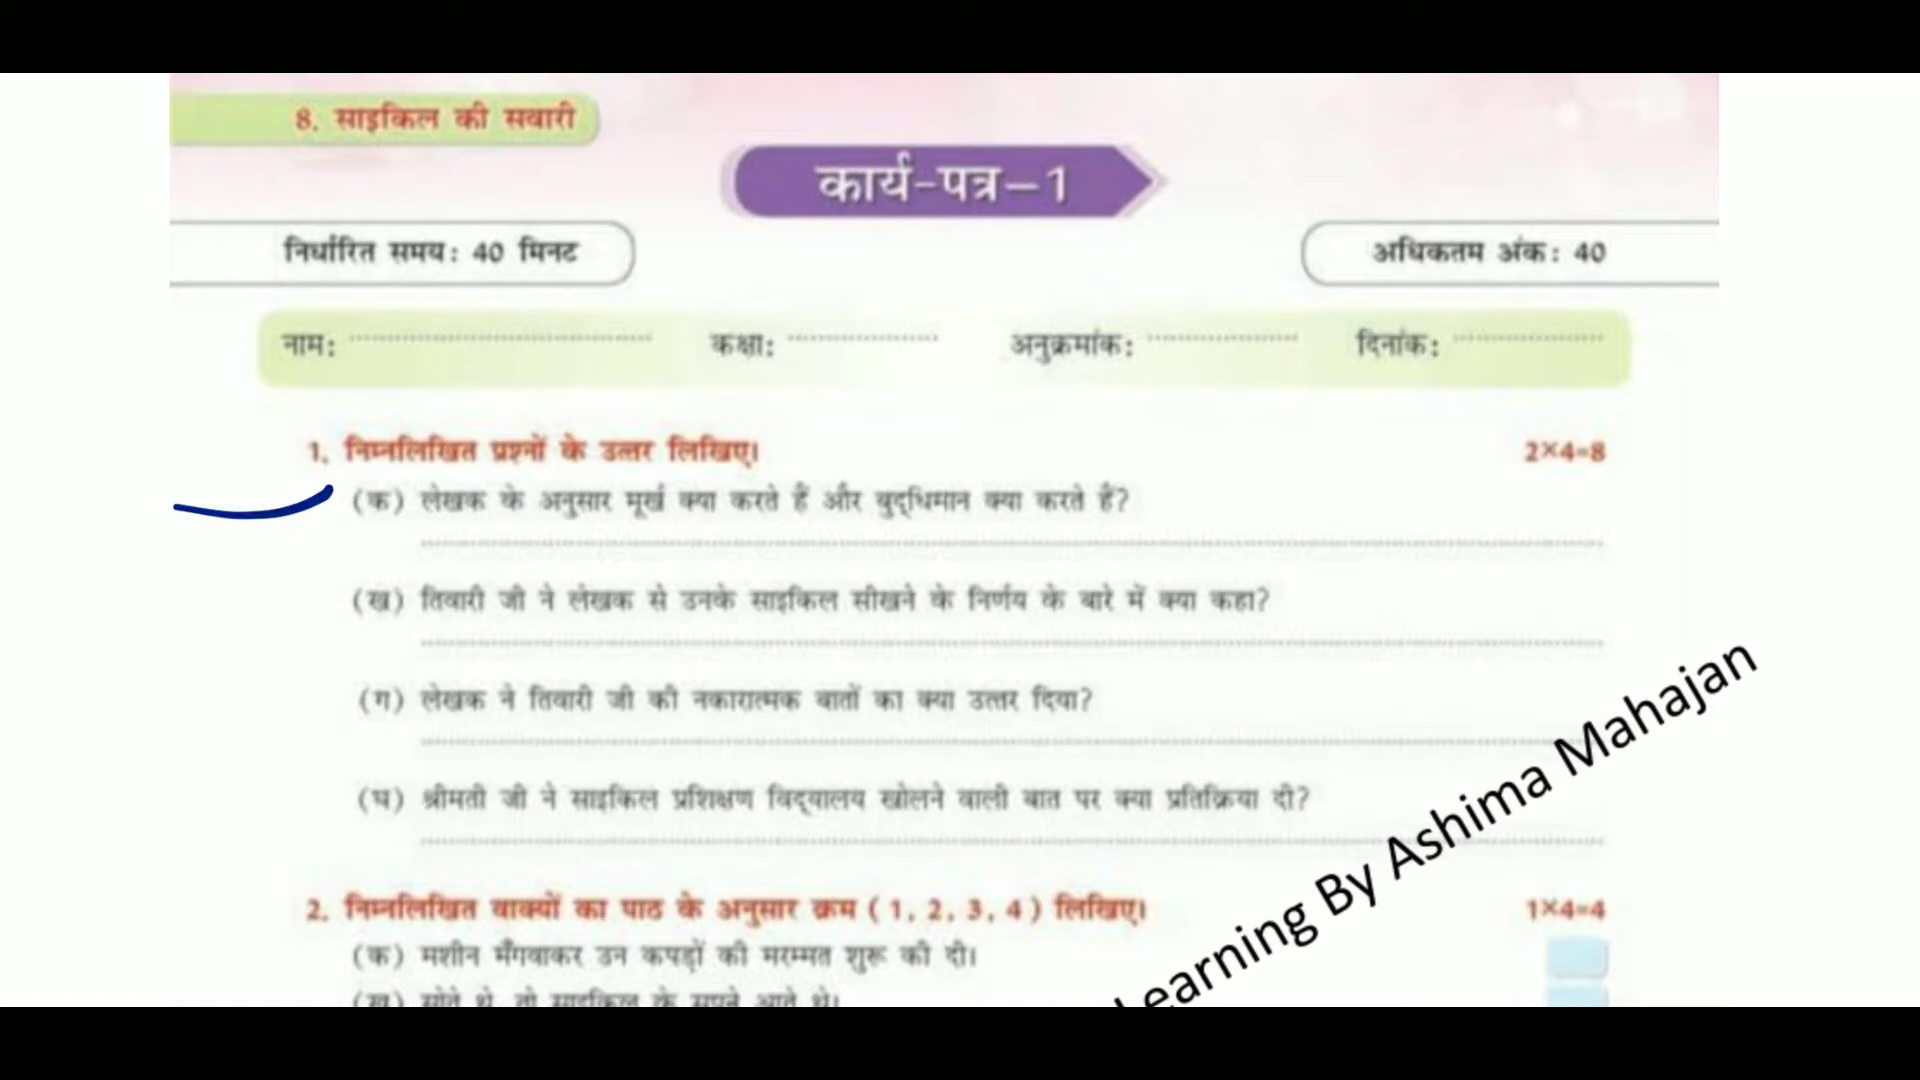 8. साइकिल की सवारी
कार्य-पत्र–1
निर्धारित समय: 40 मिनट
अधिकतम अंक: 40
नाम: कक्षा: अनुक्रमांक: दिनांक:
1. निम्नलिखित प्रश्नों के उत्तर लिखिए। 2×4=8
(क) लेखक के अनुसार मूर्ख क्या करते हैं और बुद्धिमान क्या करते हैं?
(ख) तिवारी जी ने लेखक से उनके साइकिल सीखने के निर्णय के बारे में क्या कहा?
(ग) लेखक ने तिवारी जी की नकारात्मक बातों का क्या उत्तर दिया?
(घ) श्रीमती जी ने साइकिल प्रशिक्षण विद्यालय खोलने वाली बात पर क्या प्रतिक्रिया दी?
2. निम्नलिखित वाक्यों का पाठ के अनुसार क्रम (1, 2, 3, 4) लिखिए। 1×4=4
(क) मशीन मँगवाकर उन कपड़ों की मरम्मत शुरू की दी।
(ख) सोते थे, तो साइकिल के सपने आते थे।
Learning By Ashima Mahajan